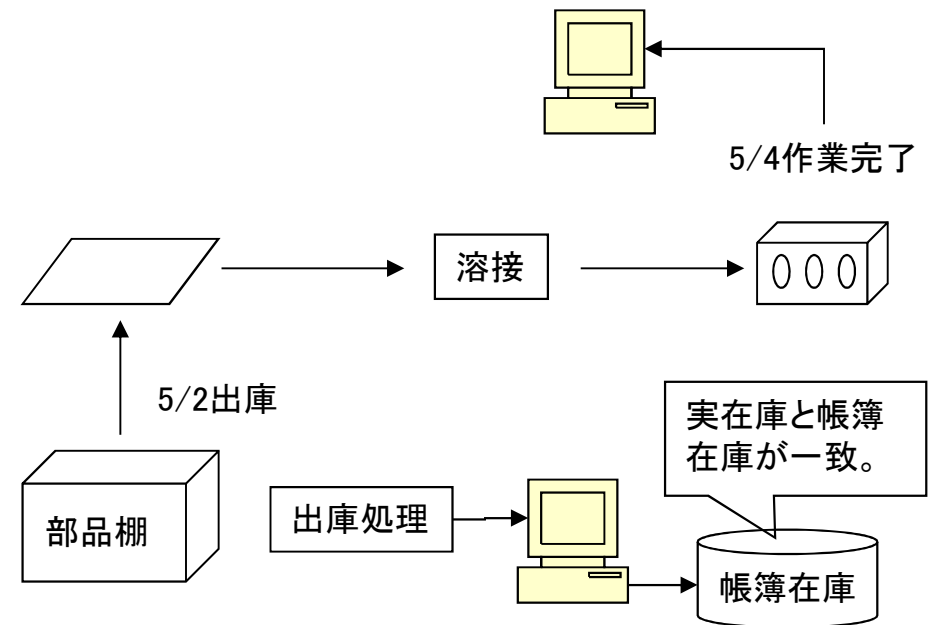 5/4作業完了
溶接
5/2出庫
実在庫と帳簿
在庫が一致。
部品棚
出庫処理
帳簿在庫